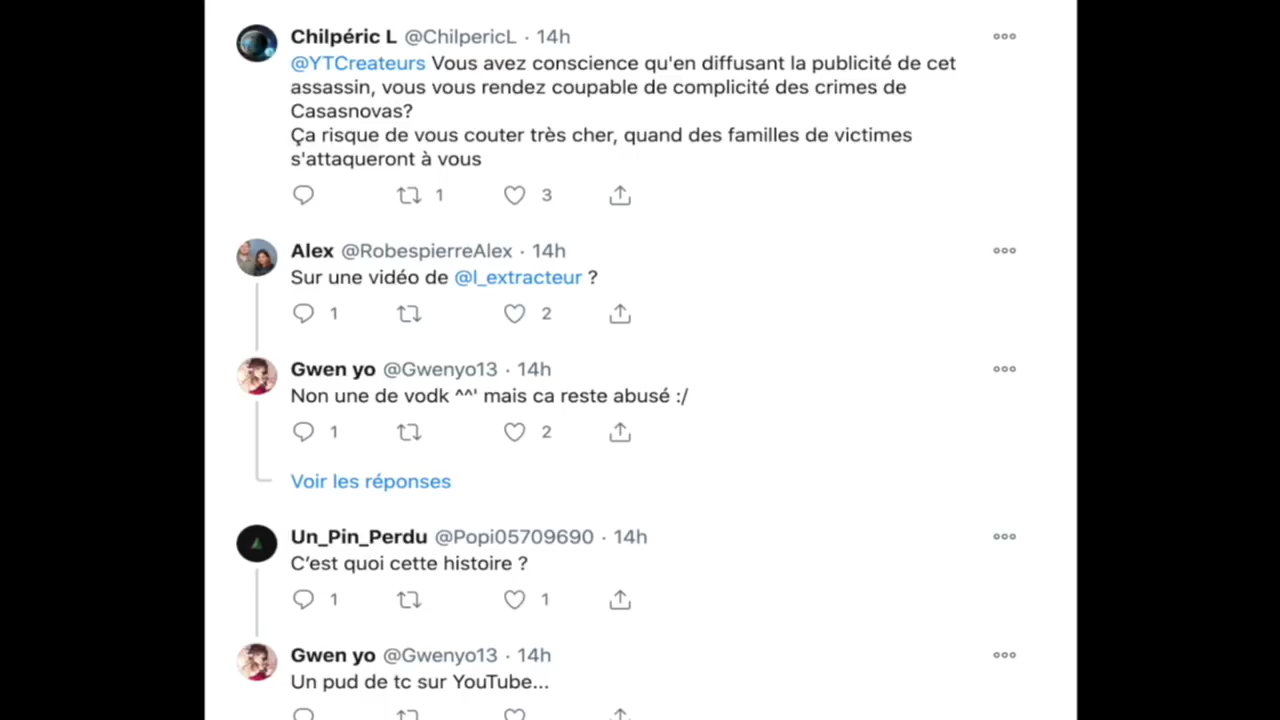 Chilpéric L @ChilpericL · 14h
@YTCreateurs Vous avez conscience qu'en diffusant la publicité de cet
assassin, vous vous rendez coupable de complicité des crimes de
Casasnovas?
Ça risque de vous couter très cher, quand des familles de victimes
s'attaqueront à vous
1 3
Alex @RobespierreAlex · 14h
Sur une vidéo de @l_extracteur ?
1 2
Gwen yo @Gwenyo13 · 14h
Non une de vodk ^^' mais ca reste abusé :/
1 2
Voir les réponses
Un_Pin_Perdu @Popi05709690 · 14h
C'est quoi cette histoire ?
1 1
Gwen yo @Gwenyo13 · 14h
Un pud de tc sur YouTube...